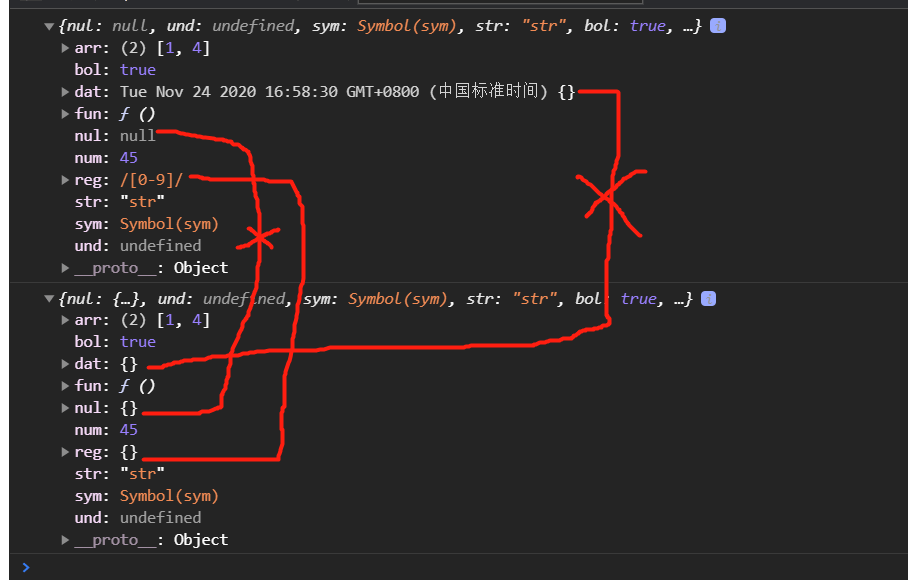 ▼{nul: null, und: undefined, sym: Symbol(sym), str: "str", bol: true, …} i
▶arr: (2) [1, 4]
bol: true
▶dat: Tue Nov 24 2020 16:58:30 GMT+0800 (中国标准时间) {}
▶fun: ƒ ()
nul: null
num: 45
▶reg: /[0-9]/
str: "str"
sym: Symbol(sym)
und: undefined
▶__proto__: Object
▼{nul: {…}, und: undefined, sym: Symbol(sym), str: "str", bol: true, …} i
▶arr: (2) [1, 4]
bol: true
▶dat: {}
▶fun: ƒ ()
▶nul: {}
num: 45
▶reg: {}
str: "str"
sym: Symbol(sym)
und: undefined
▶__proto__: Object
>